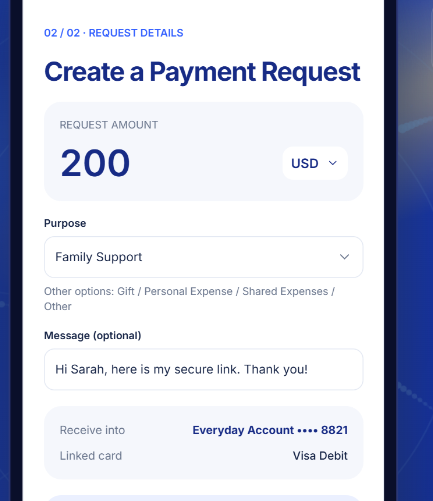 02 / 02 · REQUEST DETAILS
Create a Payment Request
REQUEST AMOUNT
200 USD
Purpose
Family Support
Other options: Gift / Personal Expense / Shared Expenses /
Other
Message (optional)
Hi Sarah, here is my secure link. Thank you!
Receive into Everyday Account •••• 8821
Linked card Visa Debit